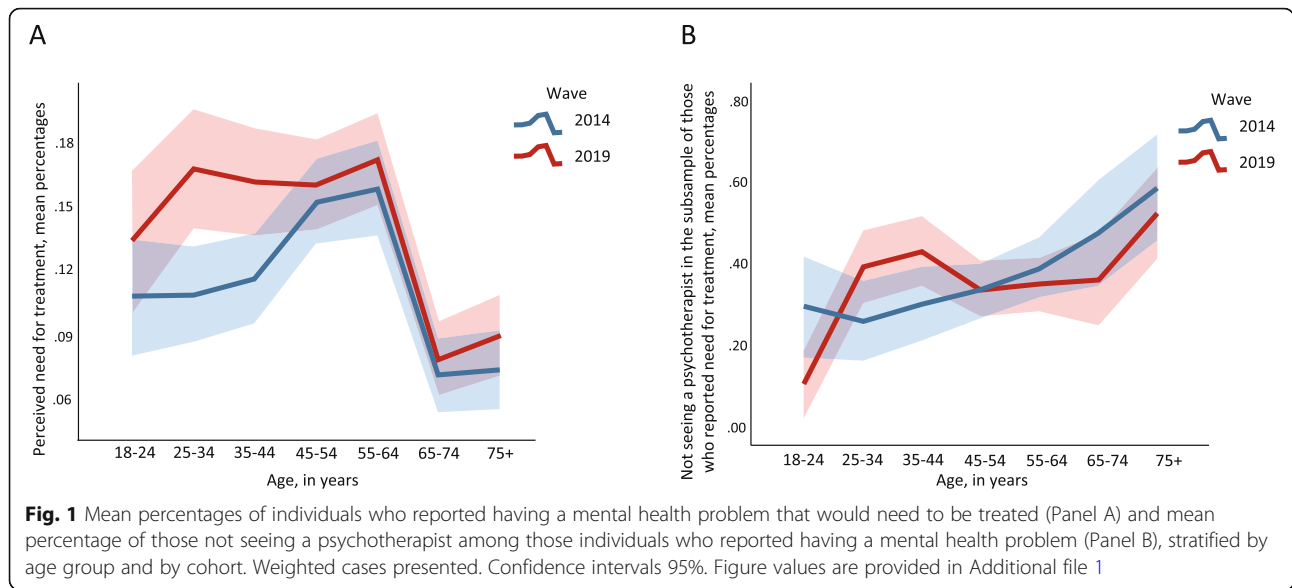 A
Perceived need for treatment, mean percentages
.18
.15
.12
.09
.06
18-24 25-34 35-44 45-54 55-64 65-74 75+
Age, in years
Wave
2014
2019
B
Not seeing a psychotherapist in the subsample of those
who reported need for treatment, mean percentages
.80
.60
.40
.20
.00
18-24 25-34 35-44 45-54 55-64 65-74 75+
Age, in years
Wave
2014
2019
Fig. 1 Mean percentages of individuals who reported having a mental health problem that would need to be treated (Panel A) and mean
percentage of those not seeing a psychotherapist among those individuals who reported having a mental health problem (Panel B), stratified by
age group and by cohort. Weighted cases presented. Confidence intervals 95%. Figure values are provided in Additional file 1